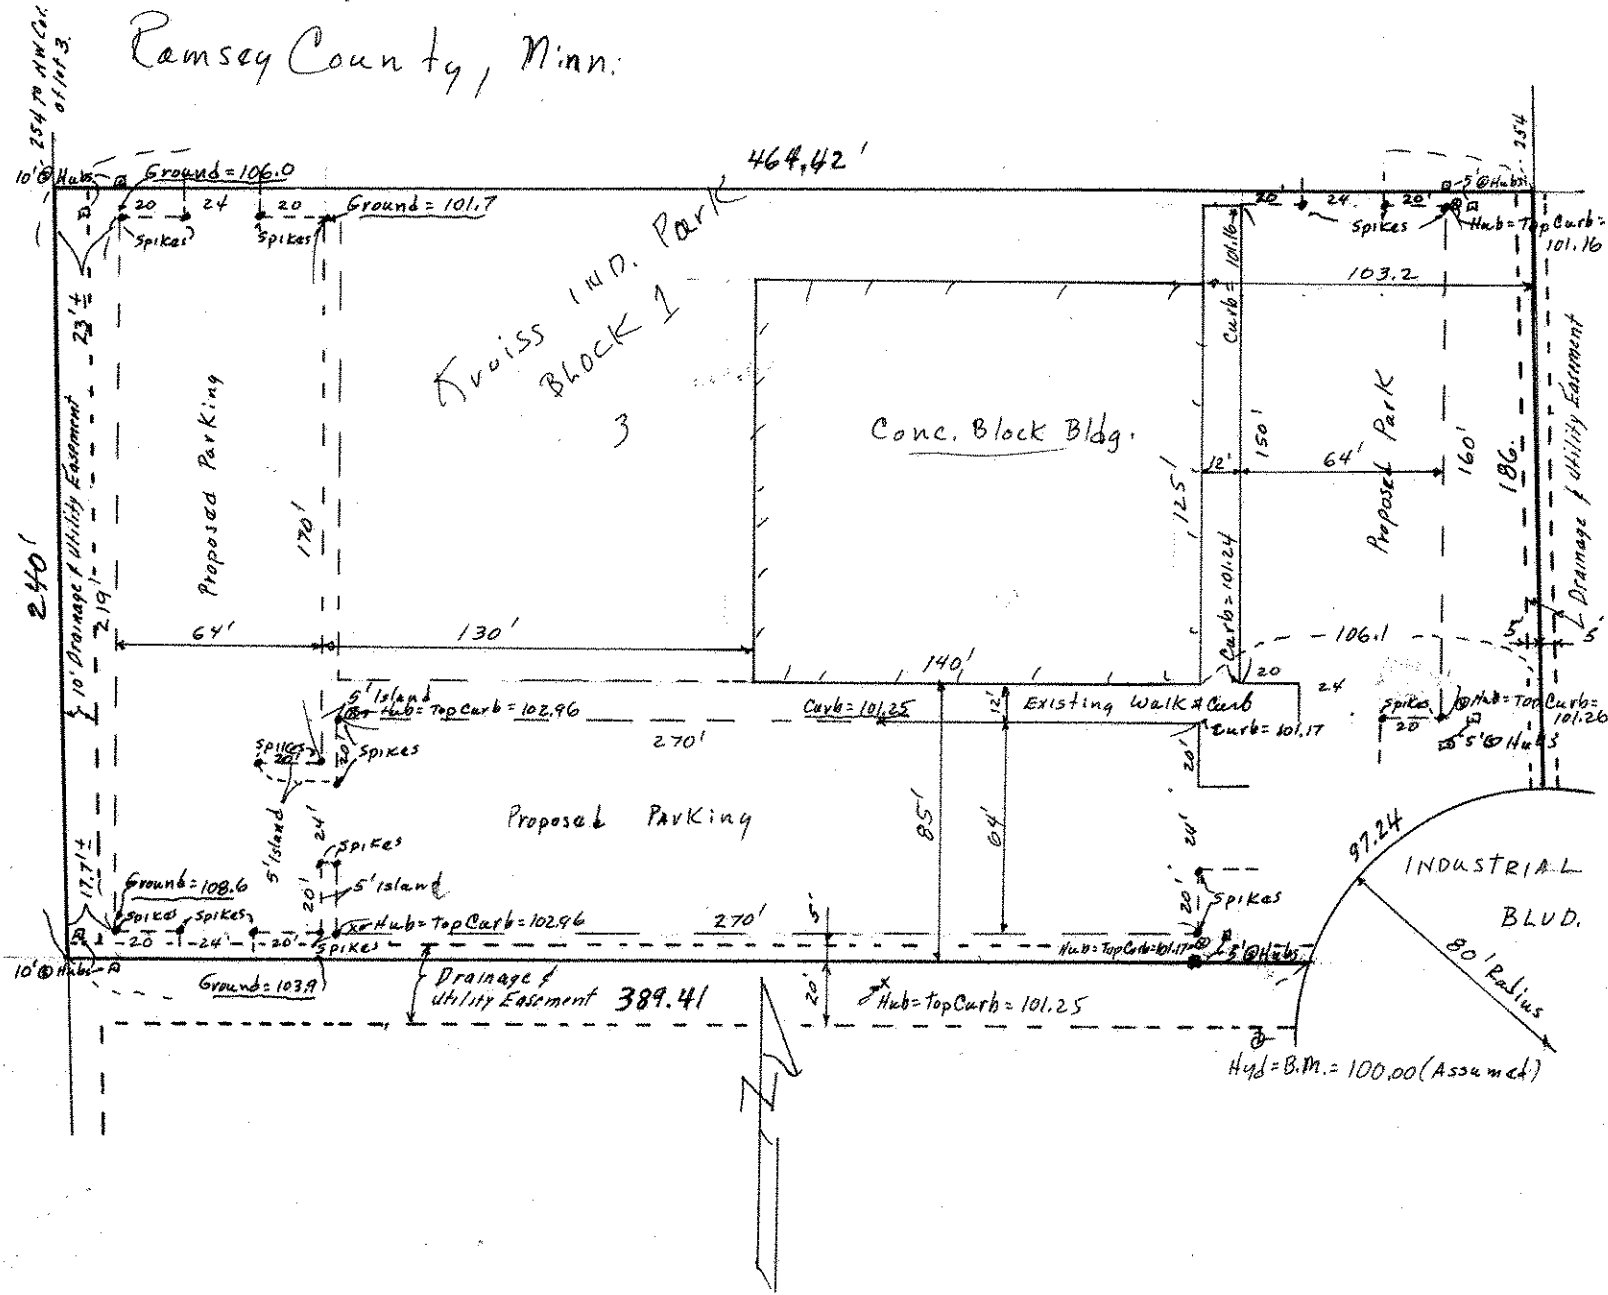 Ramsey County, Minn.
254 to NW Cor.
of lot 3.
464.42'
254
10' @ Hubs
Ground = 106.0
20 24 20
Ground = 101.7
Spikes
Spikes
20' 24 20'
5' @ Hubs
Spikes
Hub = Top Curb =
101.16
103.2
Curb = 101.16
Kruiss IND. Park
BLOCK 1
3
Conc. Block Bldg.
23' ±
Proposed Parking
170'
125'
12'
150'
64'
Proposed Park
160'
186.
Drainage & Utility Easement
240'
10' Drainage & Utility Easement
219'
64'
130'
140'
Curb = 101.24
106.1
5'
5'
20
24
5' Island
Hub = Top Curb = 102.96
Curb = 101.25
12'
Existing Walk & Curb
Curb = 101.17
Spikes
20
Hub = Top Curb =
101.26
5' @ Hubs
270'
Spikes
20'
20'
Spikes
20'
5' Island
24'
Proposed Parking
85'
64'
24'
97.24
INDUSTRIAL
BLVD.
80' Radius
17.7' ±
Spikes
Ground = 108.6
20'
5' Island
20'
Spikes
Spikes Spikes
Hub = Top Curb = 102.96
270'
5'
20 24' 20'
Spikes
Hub = Top Curb = 101.17
5' @ Hubs
10' @ Hubs
Ground = 103.9
Drainage &
Utility Easement
389.41
20'
Hub = Top Curb = 101.25
Hyd = B.M. = 100.00 (Assumed)
N